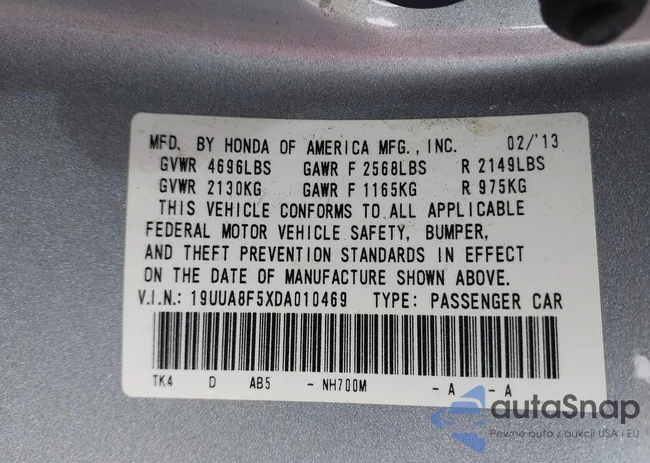 MFD. BY HONDA OF AMERICA MFG., INC. 02/'13
GVWR 4696LBS GAWR F 2568LBS R 2149LBS
GVWR 2130KG GAWR F 1165KG R 975KG
THIS VEHICLE CONFORMS TO ALL APPLICABLE
FEDERAL MOTOR VEHICLE SAFETY, BUMPER,
AND THEFT PREVENTION STANDARDS IN EFFECT
ON THE DATE OF MANUFACTURE SHOWN ABOVE.
V.I.N.: 19UUA8F5XDA010469 TYPE: PASSENGER CAR
TK4 D AB5 - NH700M - A - A
autaSnap
Pewne auta z aukcji USA i EU